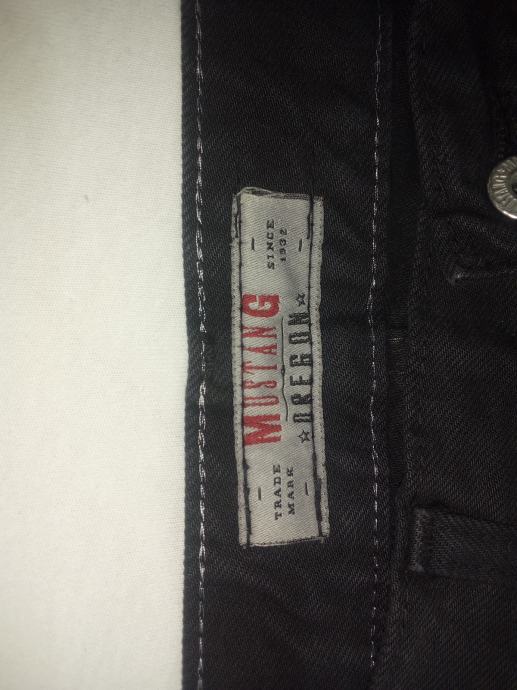 TRADE
MARK
MUSTANG
☆OREGON☆
SINCE
1932